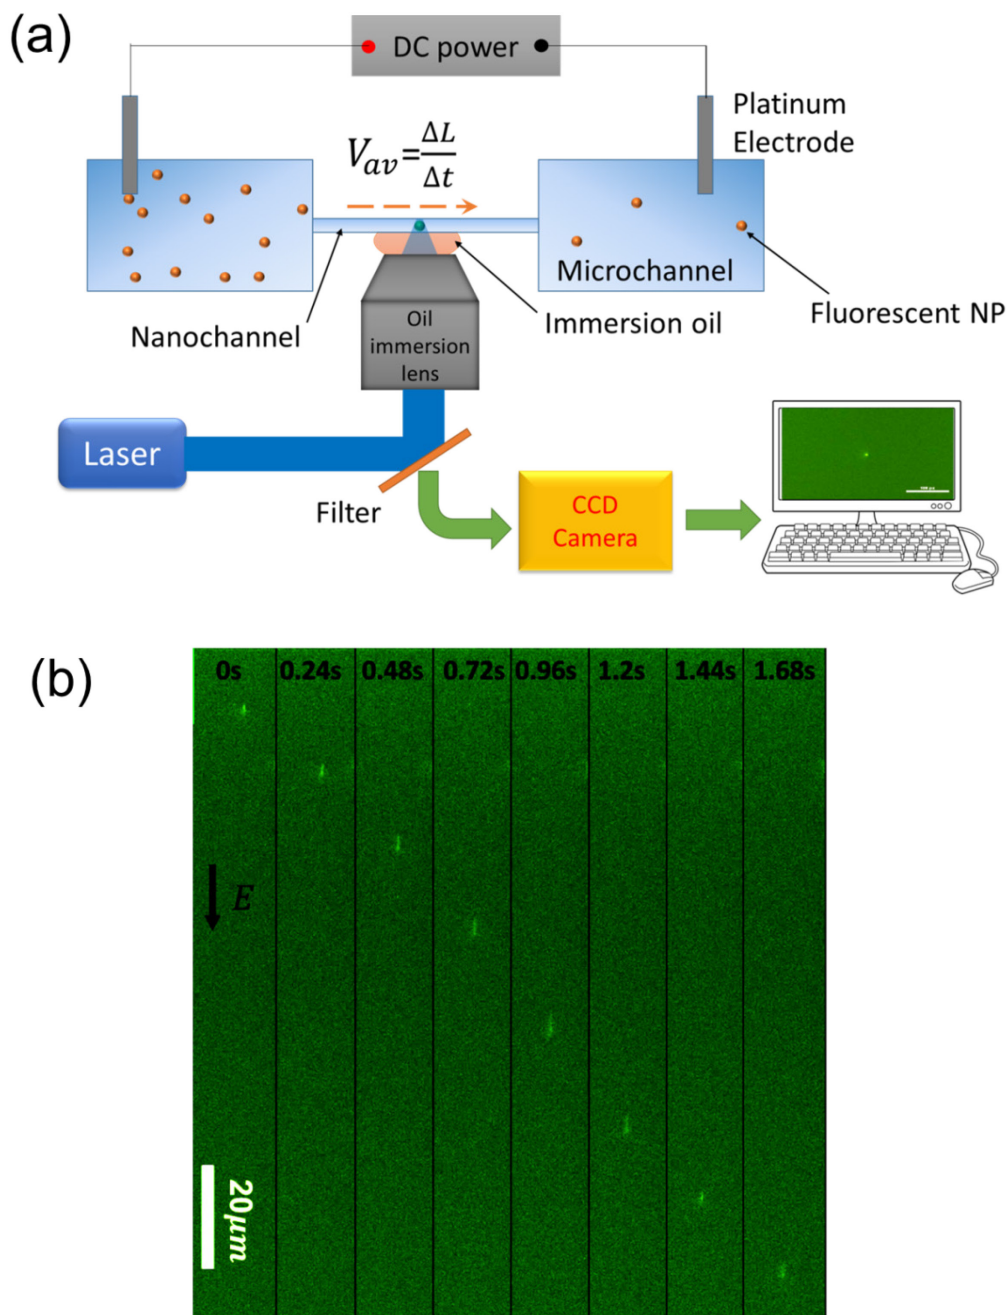 (a)
DC power
Platinum
Electrode
V_av = ΔL/Δt
Microchannel
Fluorescent NP
Nanochannel
Immersion oil
Oil
immersion
lens
Laser
Filter
CCD
Camera
(b)
0s 0.24s 0.48s 0.72s 0.96s 1.2s 1.44s 1.68s
E
20μm